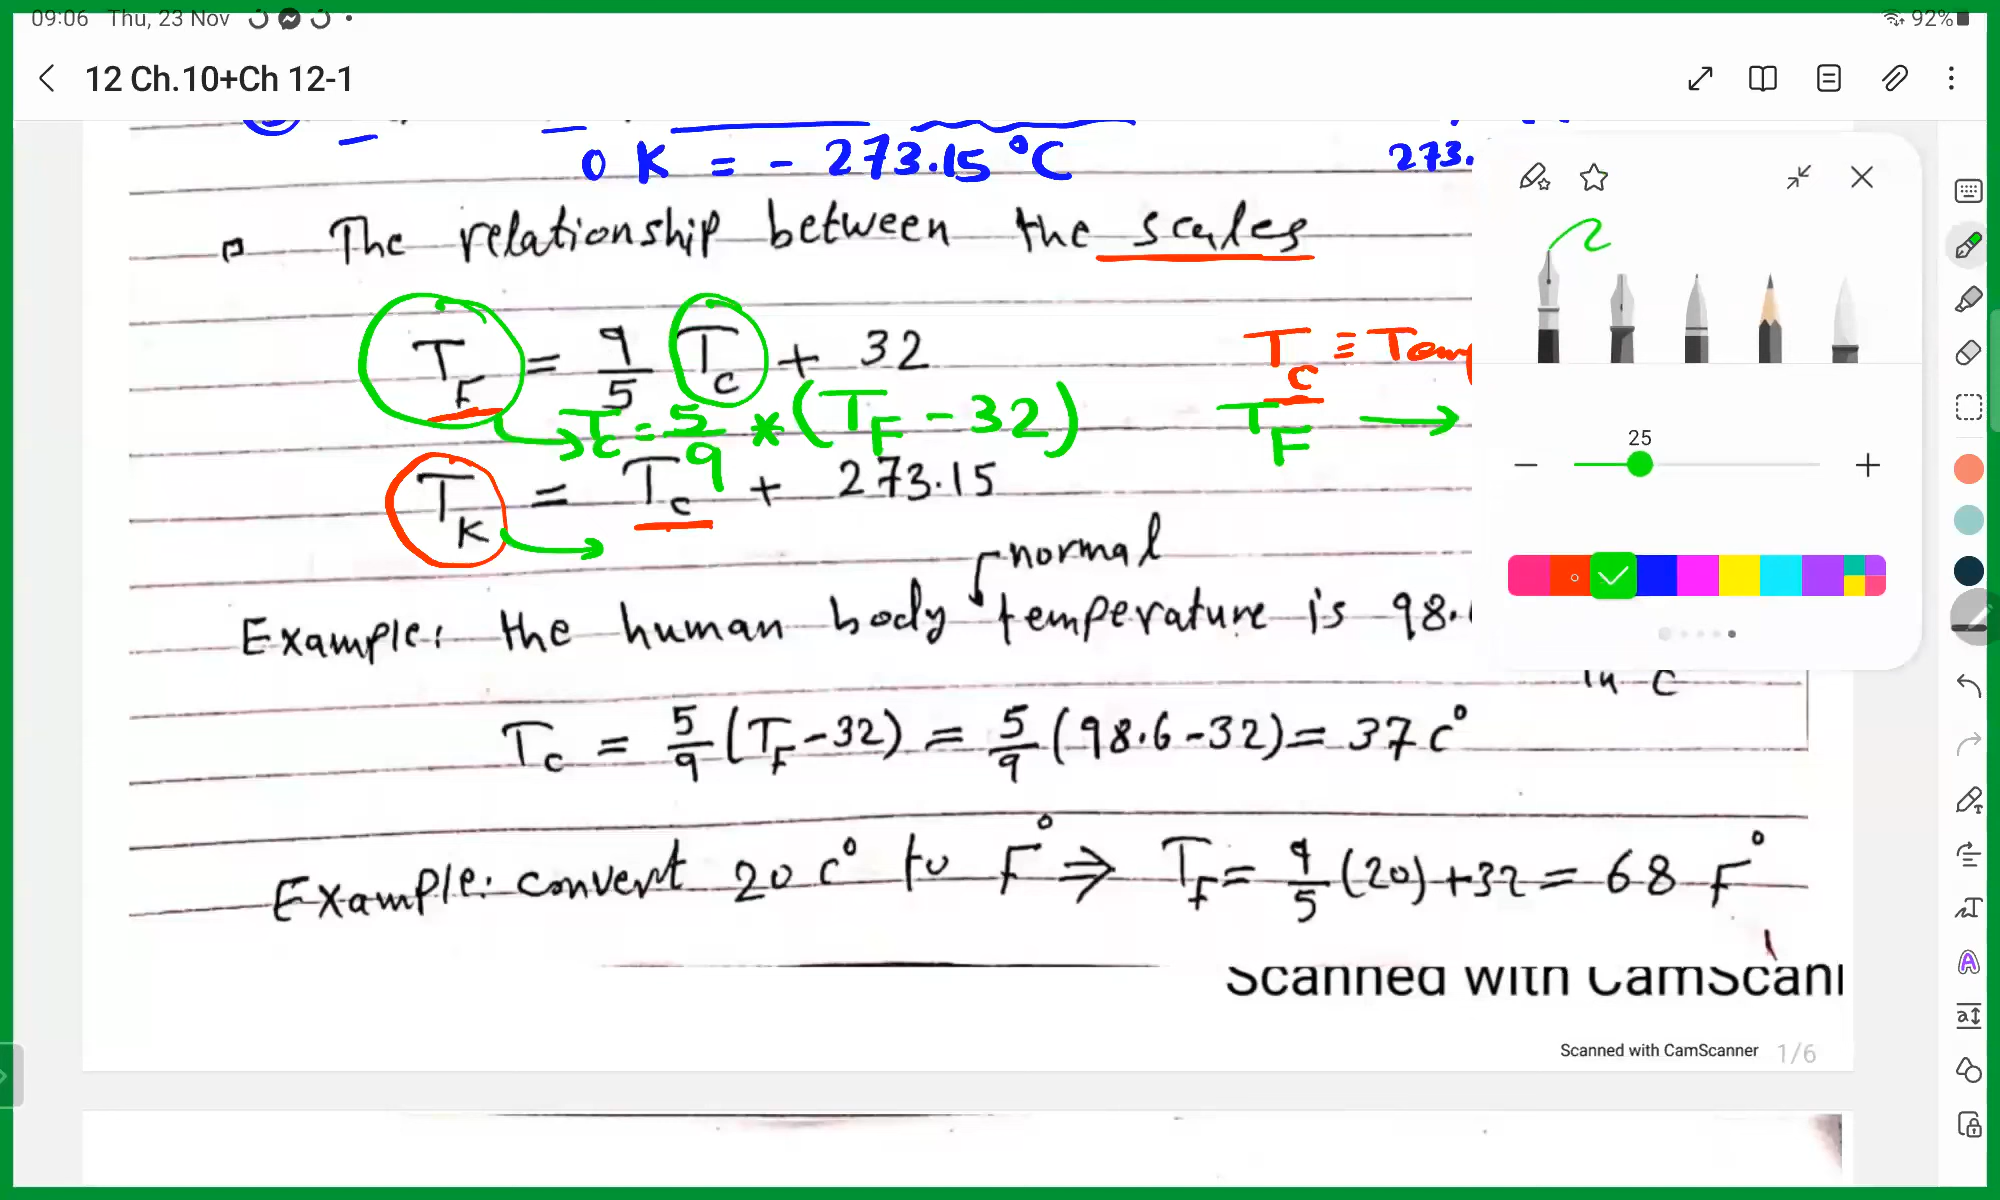 09:06 Thu, 23 Nov 92%
12 Ch.10+Ch 12-1
0 K = - 273.15 °C 273.
The relationship between the scales
T_F = 9/5 T_C + 32
T_C ≡ Temp
T_C = 5/9 * (T_F - 32) T_F →
25
T_K = T_C + 273.15
normal
Example: the human body temperature is 98.
in C
T_C = 5/9 (T_F - 32) = 5/9 (98.6 - 32) = 37 C°
Example: convert 20 C° to F° ⇒ T_F = 9/5 (20) + 32 = 68 F°
Scanned with CamScann
Scanned with CamScanner 1/6